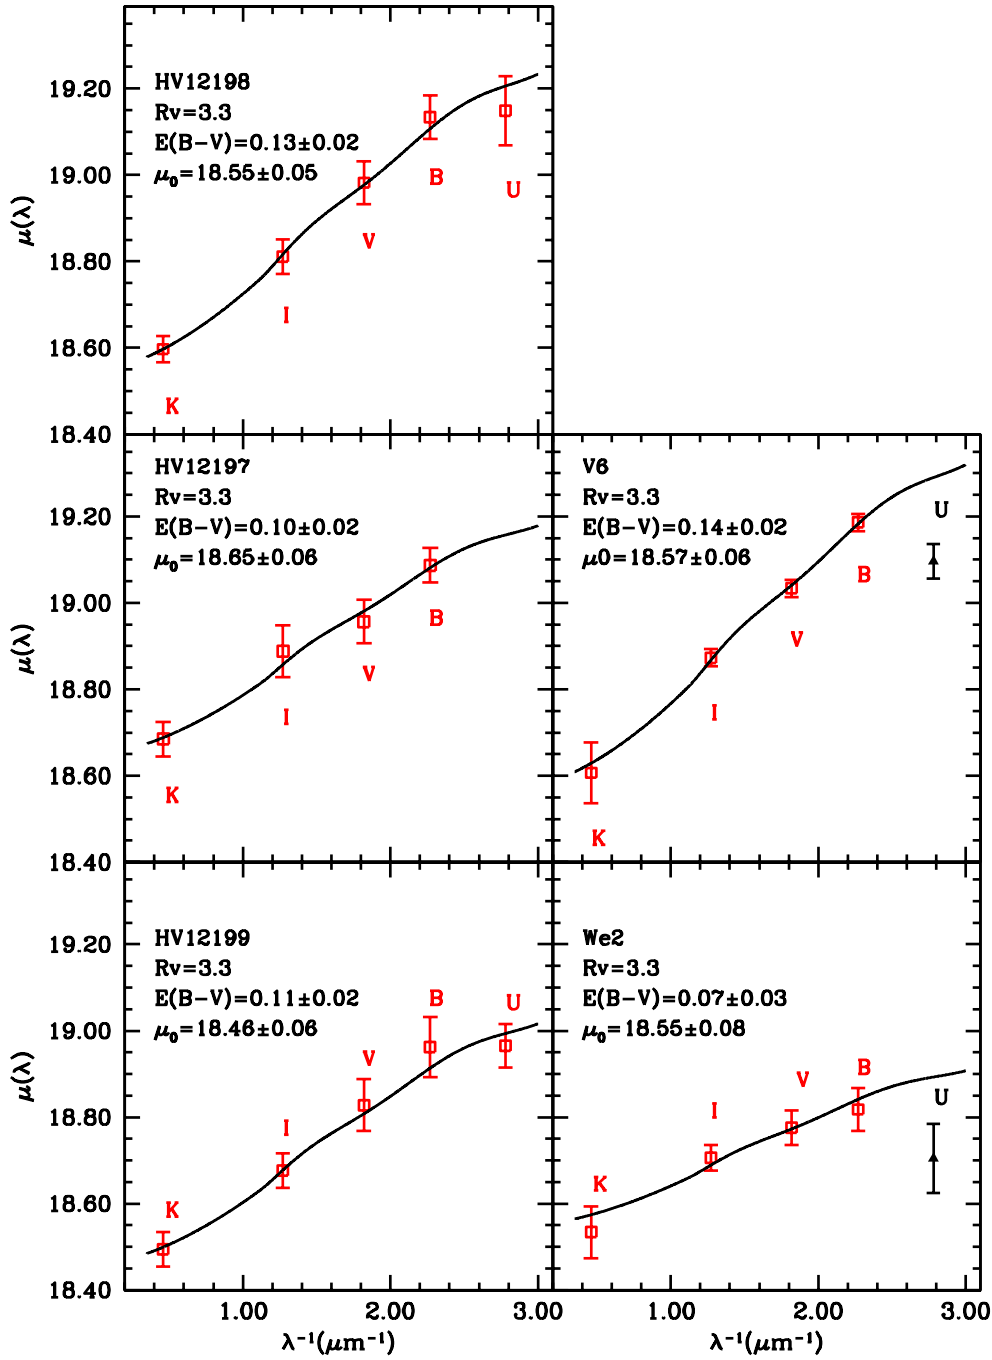 HV12198
Rv=3.3
E(B−V)=0.13±0.02
μ₀=18.55±0.05
19.20
19.00
18.80
18.60
18.40
μ(λ)
K
I
V
B
U
HV12197
Rv=3.3
E(B−V)=0.10±0.02
μ₀=18.65±0.06
19.20
19.00
18.80
18.60
18.40
μ(λ)
K
I
V
B
V6
Rv=3.3
E(B−V)=0.14±0.02
μ0=18.57±0.06
K
I
V
B
U
HV12199
Rv=3.3
E(B−V)=0.11±0.02
μ₀=18.46±0.06
19.20
19.00
18.80
18.60
18.40
μ(λ)
K
I
V
B
U
1.00 2.00 3.00
λ⁻¹(μm⁻¹)
We2
Rv=3.3
E(B−V)=0.07±0.03
μ₀=18.55±0.08
K
I
V
B
U
1.00 2.00 3.00
λ⁻¹(μm⁻¹)